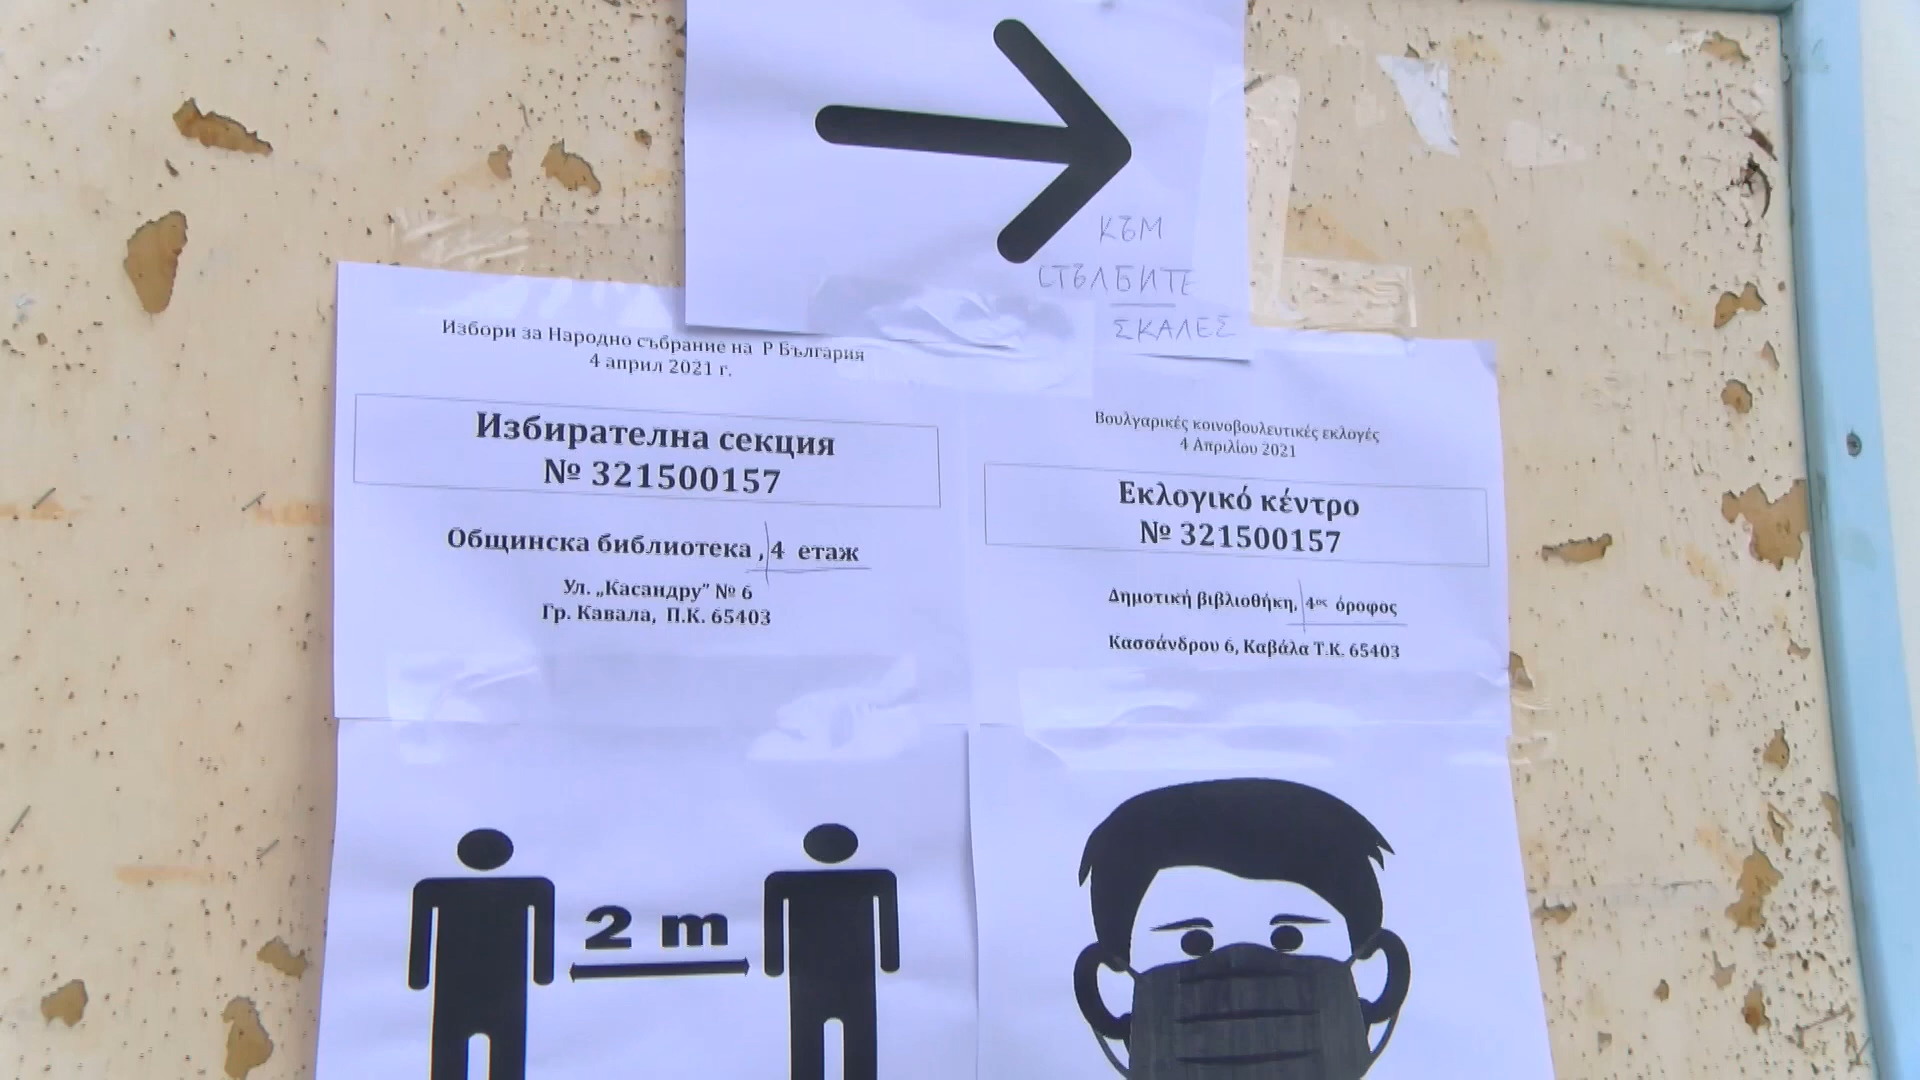 КЪМ
СТЪЛБИТЕ
ΣΚΑΛΕΣ
Избори за Народно събрание на Р България
4 април 2021 г.
Избирателна секция
№ 321500157
Общинска библиотека , 4 етаж
Ул. „Касандру” № 6
Гр. Кавала, П.К. 65403
Βουλγαρικές κοινοβουλευτικές εκλογές
4 Απριλίου 2021
Εκλογικό κέντρο
№ 321500157
Δημοτική βιβλιοθήκη, 4ος όροφος
Κασσάνδρου 6, Καβάλα Τ.Κ. 65403
2 m